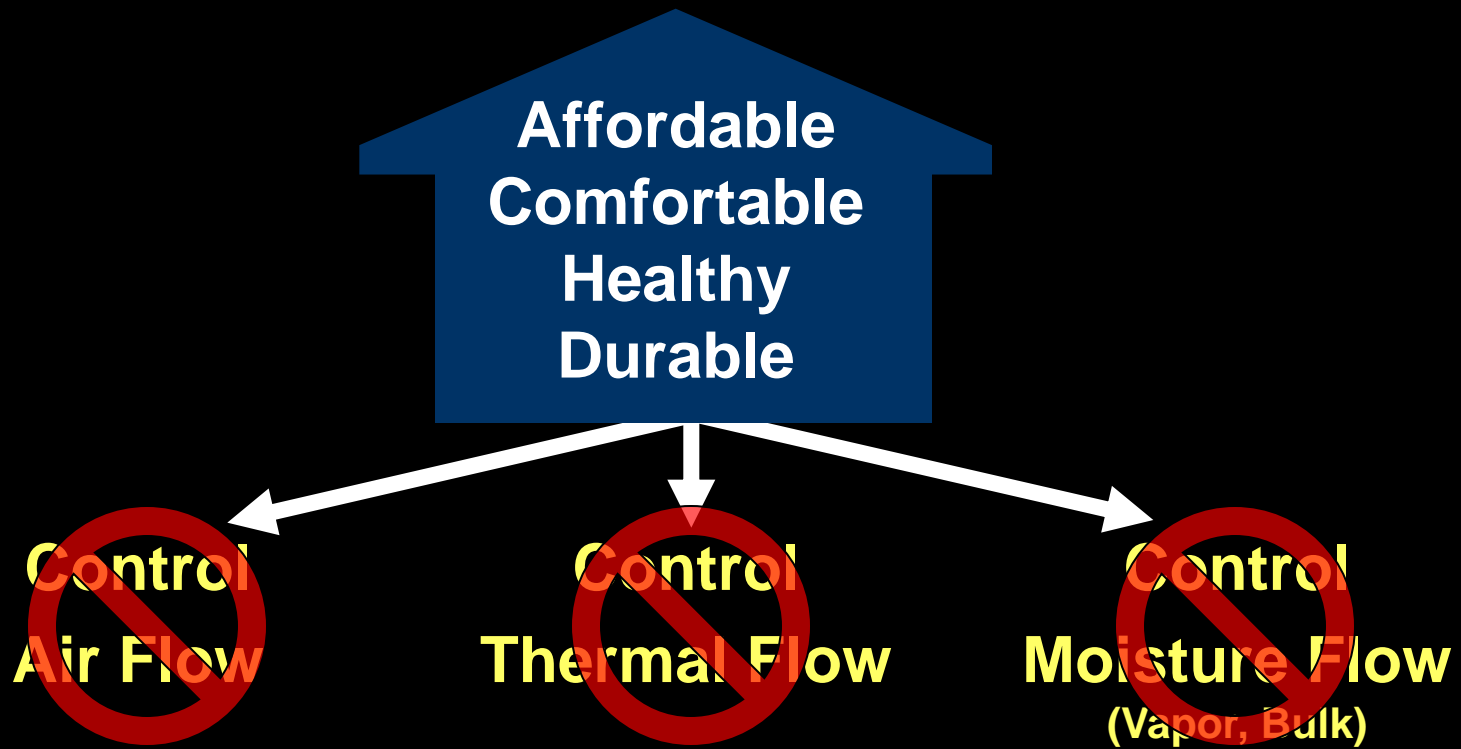 Affordable
Comfortable
Healthy
Durable
Control
Air Flow
Control
Thermal Flow
Control
Moisture Flow
(Vapor, Bulk)